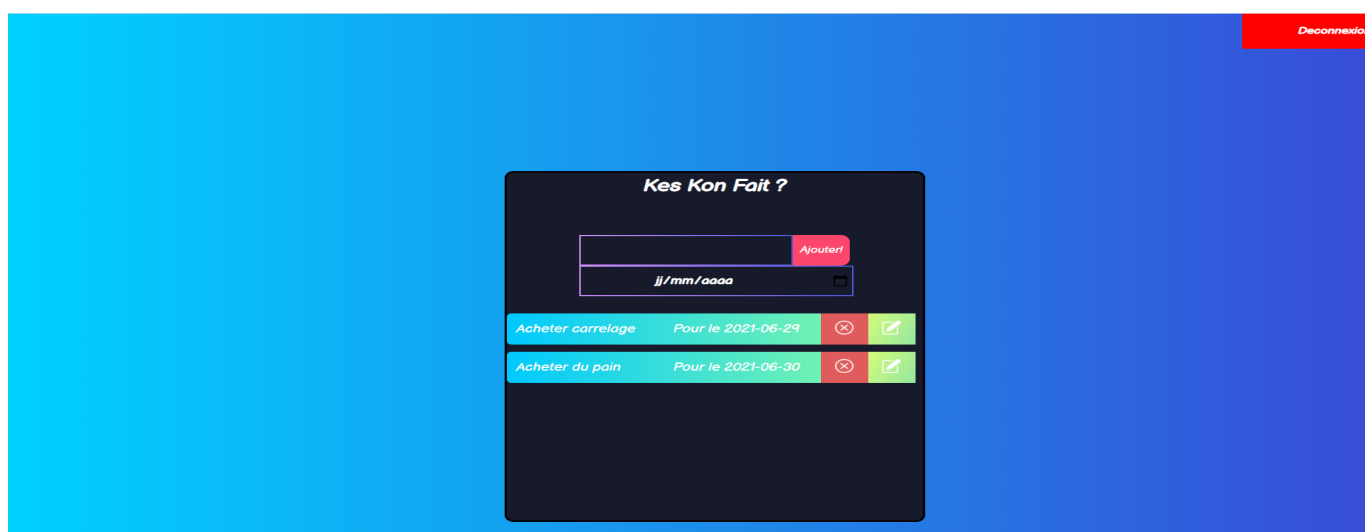 Deconnexion
Kes Kon Fait ?
Ajouter!
jj/mm/aaaa
Acheter carrelage Pour le 2021-06-29
Acheter du pain Pour le 2021-06-30